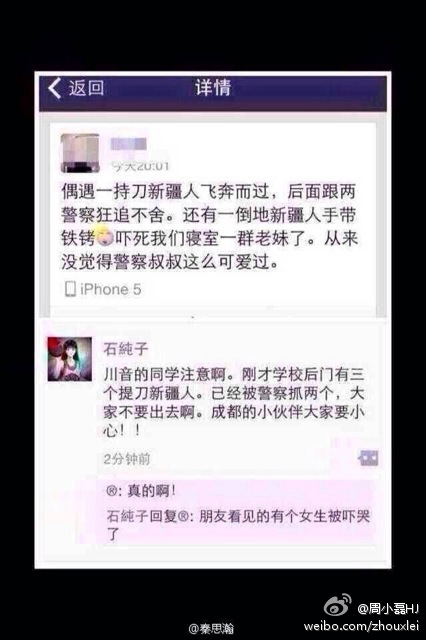 返回
详情
今天20:01
偶遇一持刀新疆人飞奔而过，后面跟两
警察狂追不舍。还有一倒地新疆人手带
铁铐吓死我们寝室一群老妹了。从来
没觉得警察叔叔这么可爱过。
iPhone 5
石純子
川音的同学注意啊。刚才学校后门有三
个提刀新疆人。已经被警察抓两个，大
家不要出去啊。成都的小伙伴大家要小
心！！
2分钟前
®: 真的啊！
石純子回复®: 朋友看见的有个女生被吓哭
了
@周小磊HJ
weibo.com/zhouxlei
@秦思瀚